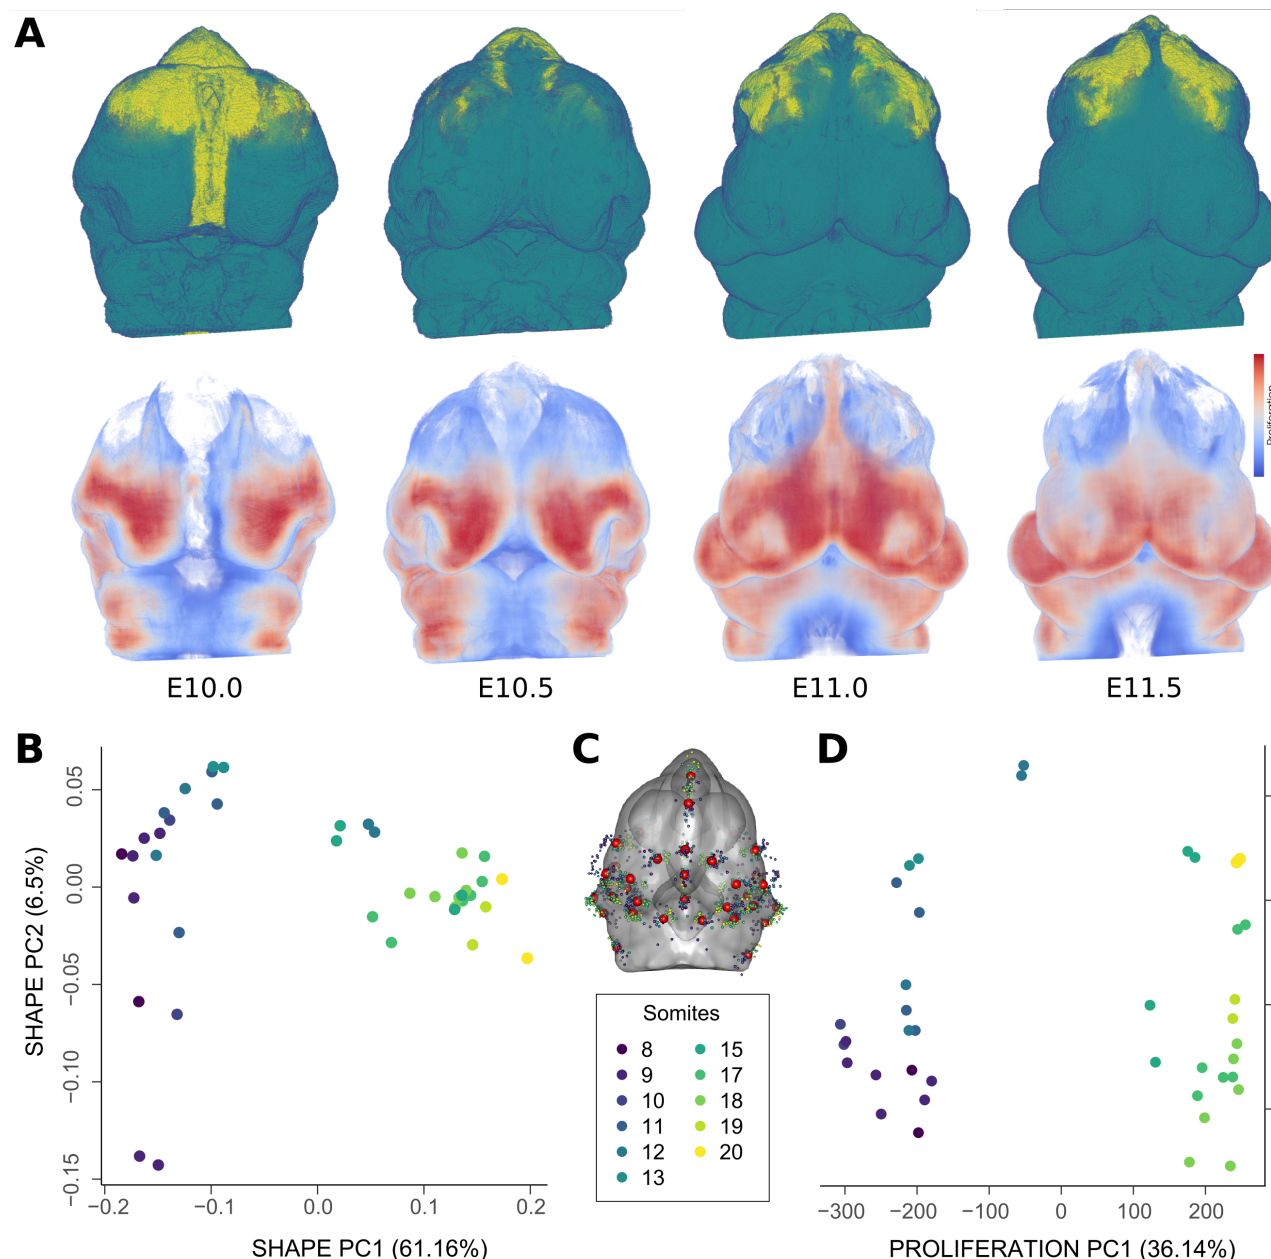 A
Proliferation
E10.0 E10.5 E11.0 E11.5
B
C
D
SHAPE PC2 (6.5%)
0.05
0.00
−0.05
−0.10
−0.15
−0.2 −0.1 0.0 0.1 0.2
SHAPE PC1 (61.16%)
Somites
8 15
9 17
10 18
11 19
12 20
13
−300 −200 −100 0 100 200
PROLIFERATION PC1 (36.14%)